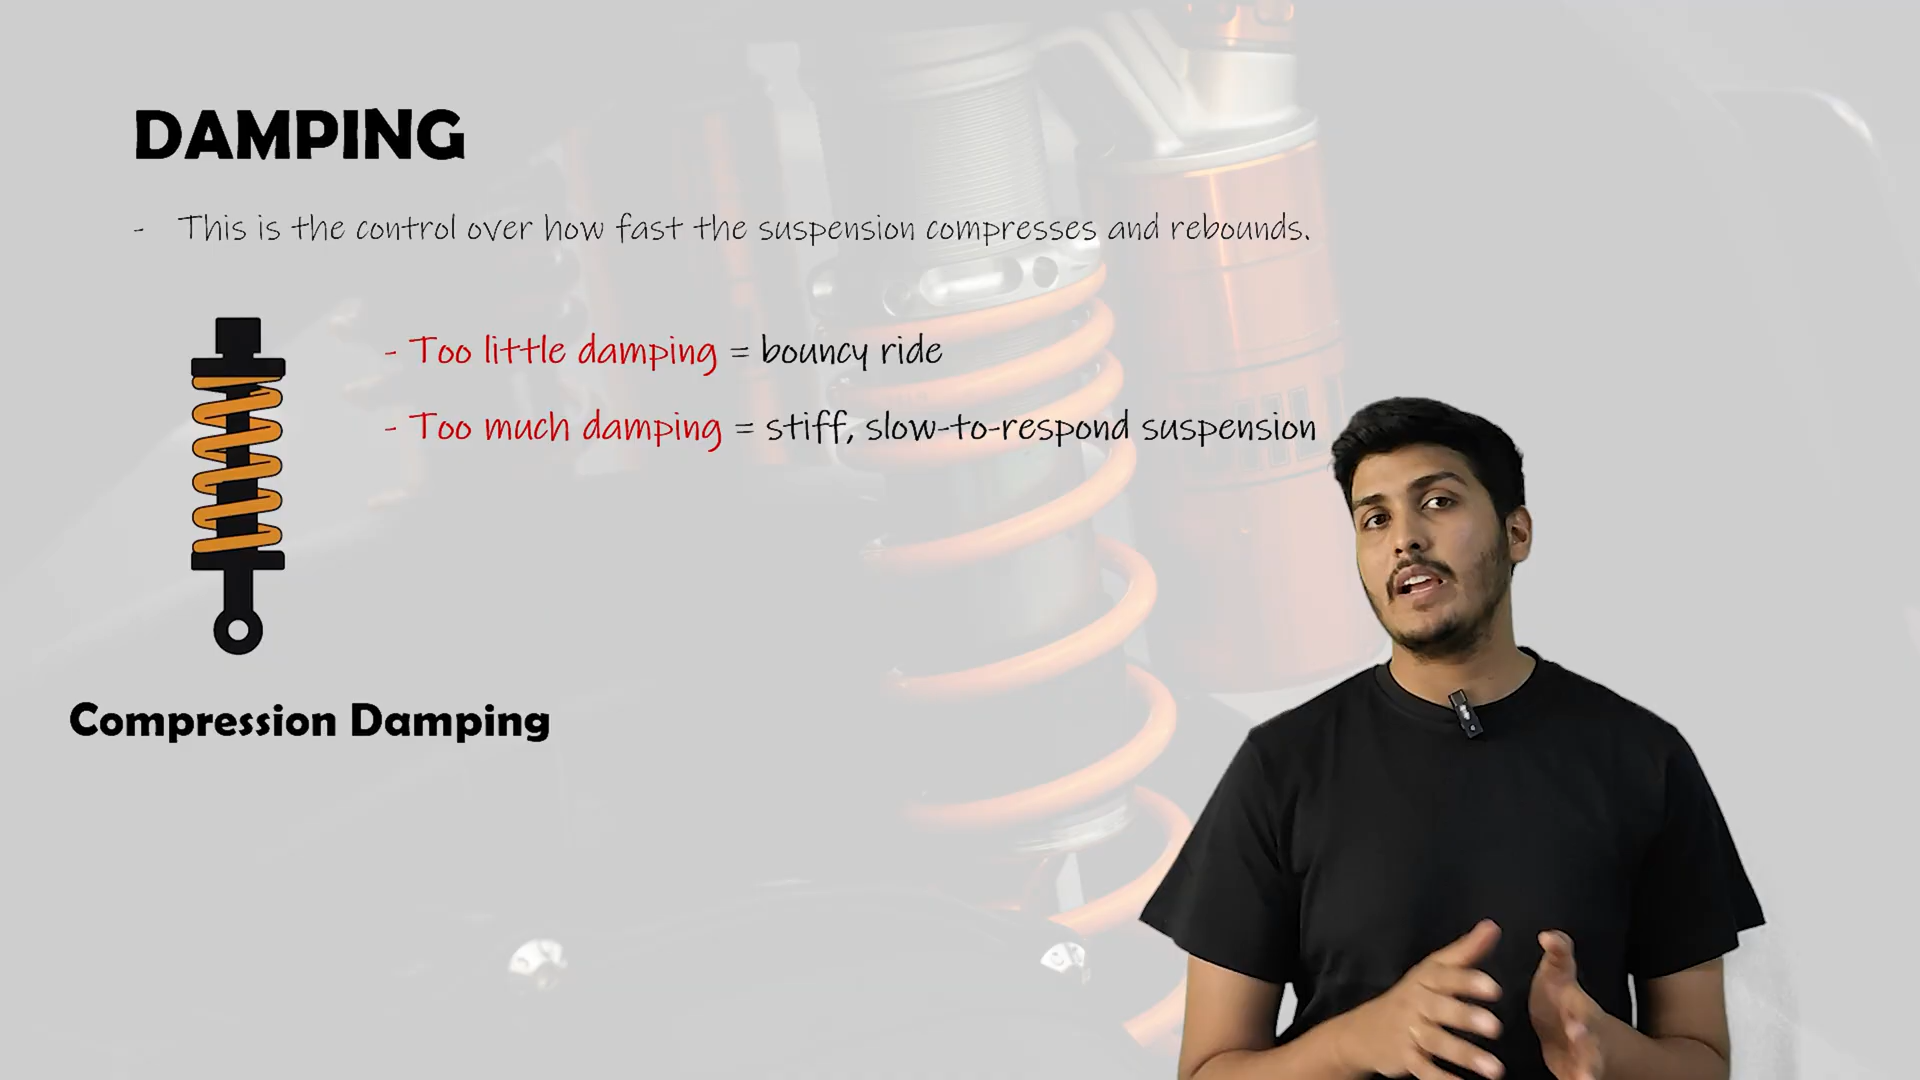 DAMPING
- This is the control over how fast the suspension compresses and rebounds.
- Too little damping = bouncy ride
- Too much damping = stiff, slow-to-respond suspension
Compression Damping